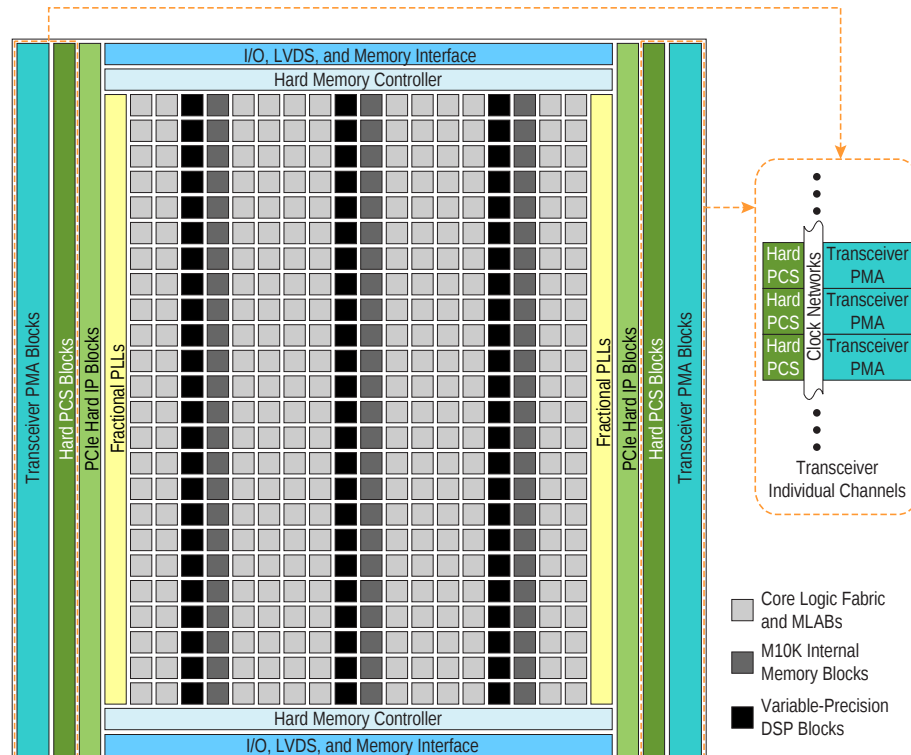 I/O, LVDS, and Memory Interface
Hard Memory Controller
Transceiver PMA Blocks
Hard PCS Blocks
PCIe Hard IP Blocks
Fractional PLLs
Fractional PLLs
PCIe Hard IP Blocks
Hard PCS Blocks
Transceiver PMA Blocks
Hard Memory Controller
I/O, LVDS, and Memory Interface
Hard
PCS
Hard
PCS
Hard
PCS
Clock Networks
Transceiver
PMA
Transceiver
PMA
Transceiver
PMA
Transceiver
Individual Channels
Core Logic Fabric
and MLABs
M10K Internal
Memory Blocks
Variable-Precision
DSP Blocks